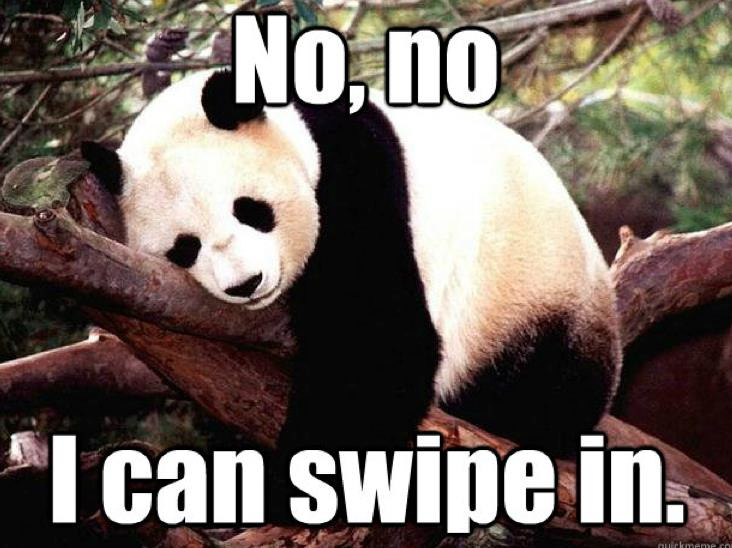 No, no
I can swipe in.
quickmeme.co